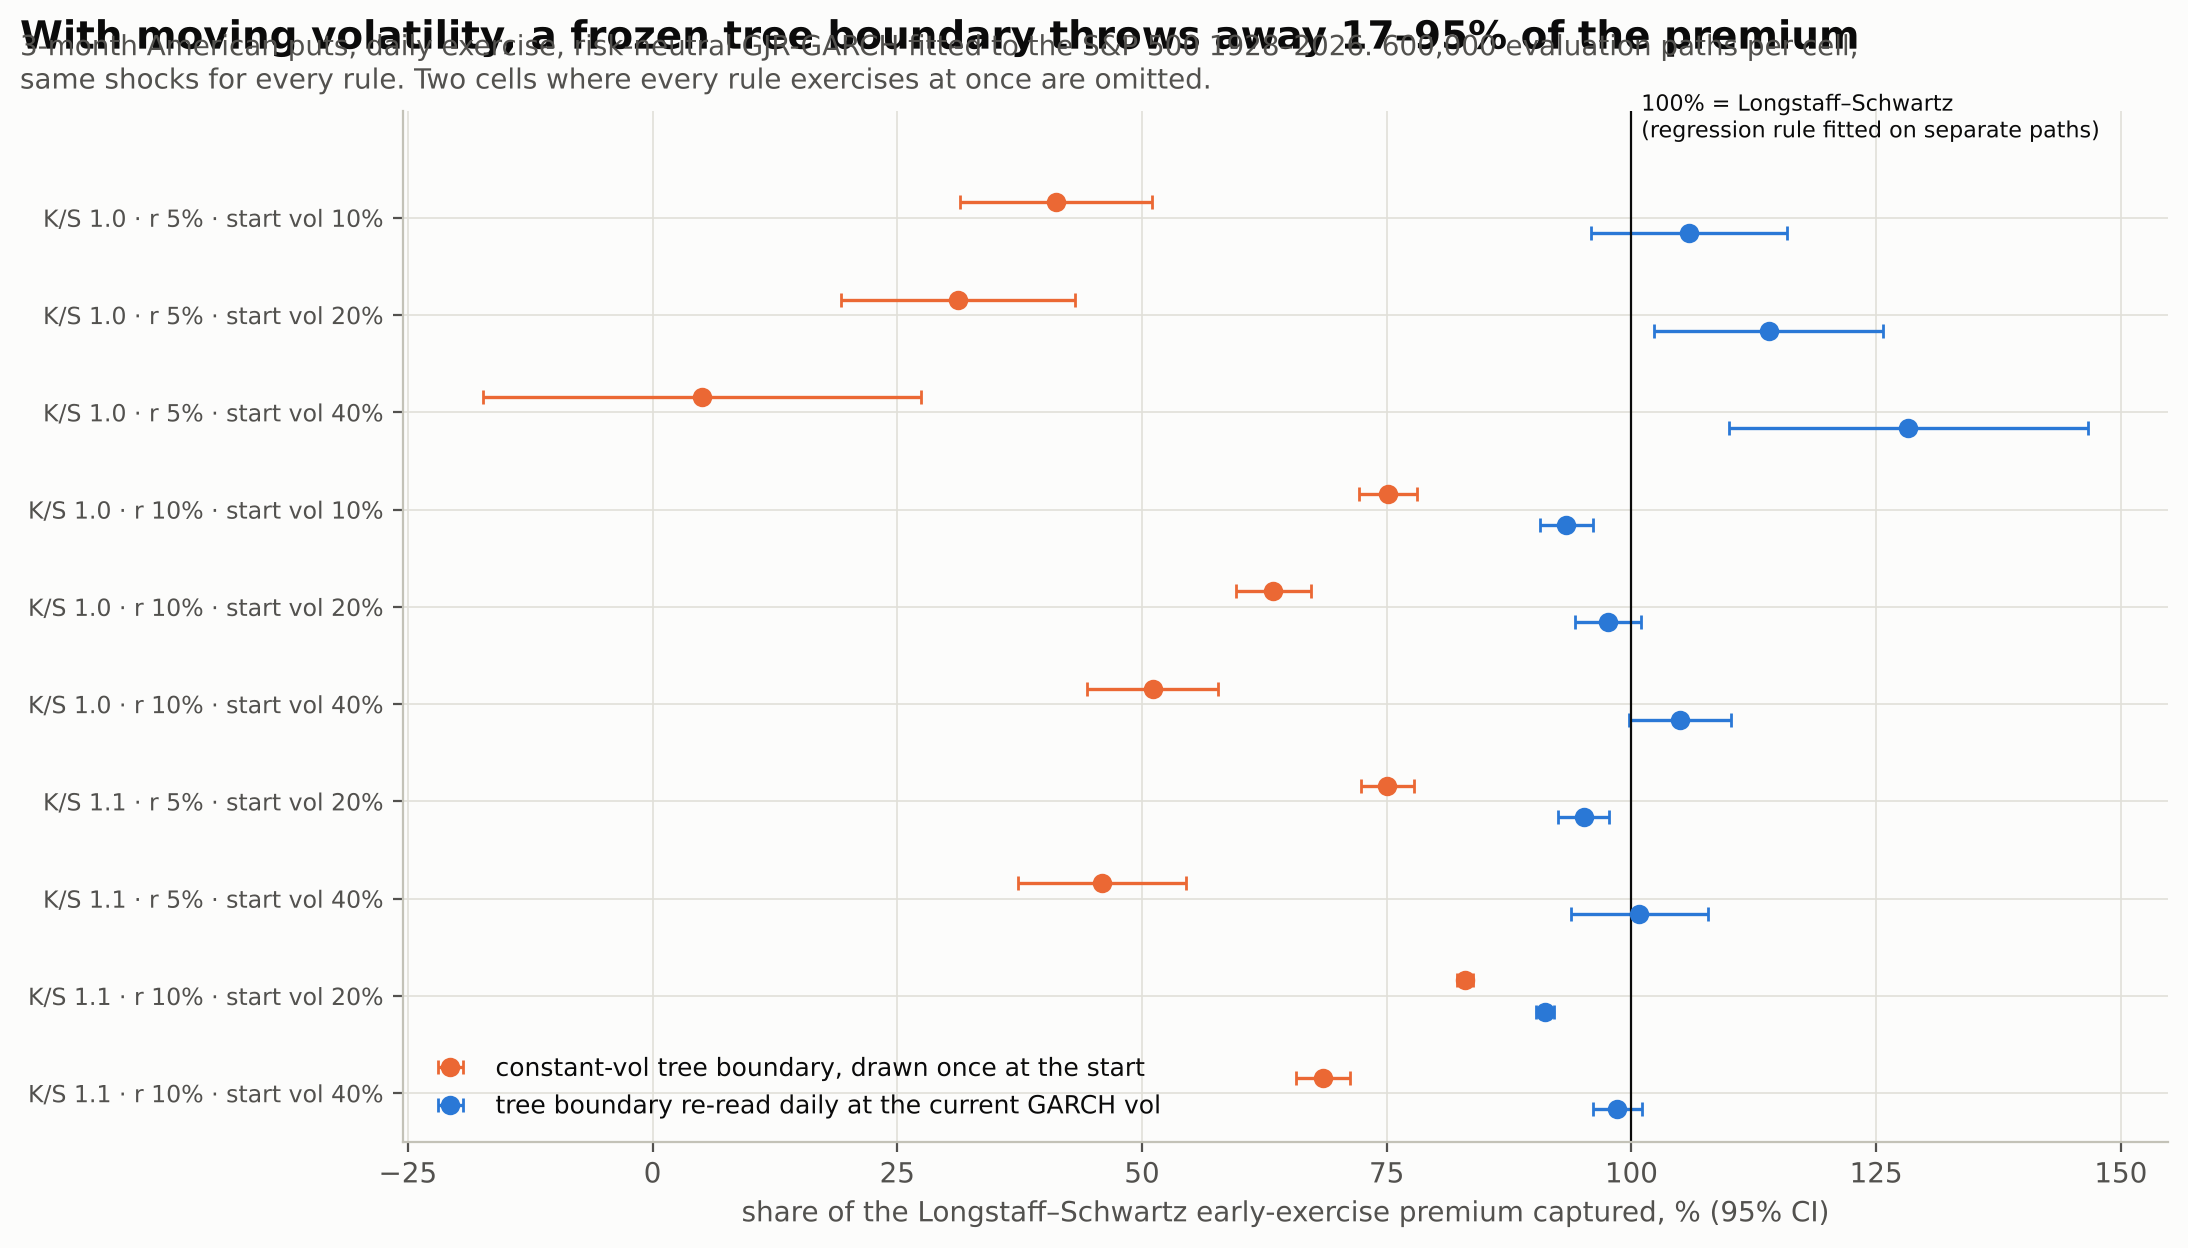 With moving volatility, a frozen tree boundary throws away 17–95% of the premium
3-month American puts, daily exercise, risk-neutral GJR-GARCH fitted to the S&P 500 1928–2026. 600,000 evaluation paths per cell,
same shocks for every rule. Two cells where every rule exercises at once are omitted.
100% = Longstaff–Schwartz
(regression rule fitted on separate paths)
K/S 1.0 · r 5% · start vol 10%
K/S 1.0 · r 5% · start vol 20%
K/S 1.0 · r 5% · start vol 40%
K/S 1.0 · r 10% · start vol 10%
K/S 1.0 · r 10% · start vol 20%
K/S 1.0 · r 10% · start vol 40%
K/S 1.1 · r 5% · start vol 20%
K/S 1.1 · r 5% · start vol 40%
K/S 1.1 · r 10% · start vol 20%
K/S 1.1 · r 10% · start vol 40%
constant-vol tree boundary, drawn once at the start
tree boundary re-read daily at the current GARCH vol
−25 0 25 50 75 100 125 150
share of the Longstaff–Schwartz early-exercise premium captured, % (95% CI)